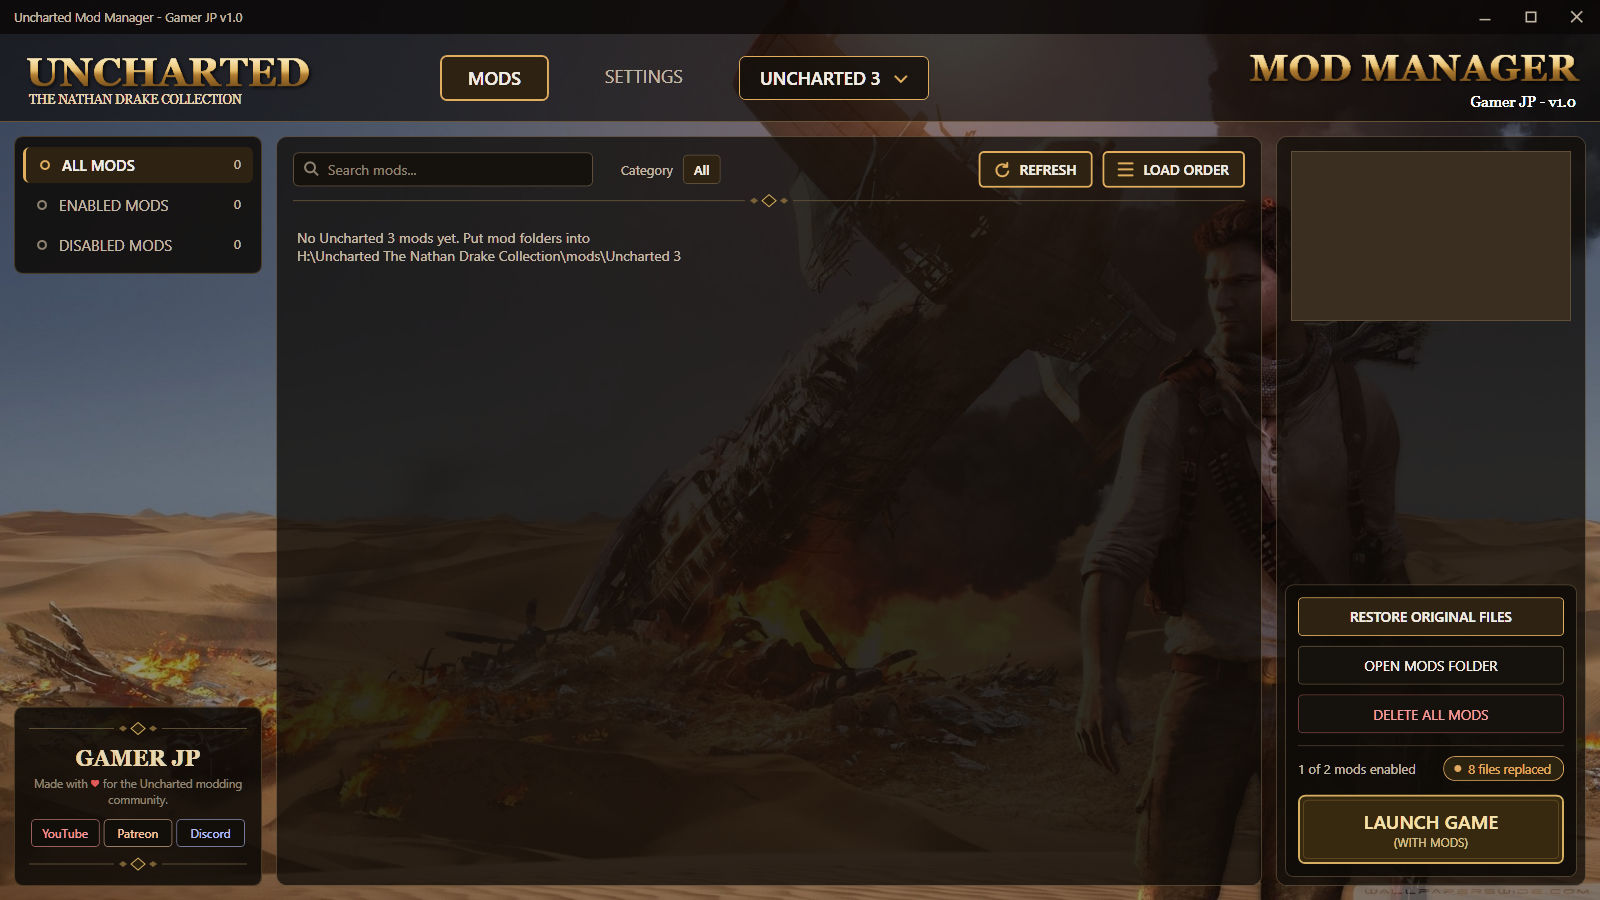 Uncharted Mod Manager - Gamer JP v1.0
UNCHARTED
THE NATHAN DRAKE COLLECTION
MODS
SETTINGS
UNCHARTED 3
MOD MANAGER
Gamer JP - v1.0
ALL MODS 0
ENABLED MODS 0
DISABLED MODS 0
Search mods...
Category
All
REFRESH
LOAD ORDER
No Uncharted 3 mods yet. Put mod folders into
H:\Uncharted The Nathan Drake Collection\mods\Uncharted 3
GAMER JP
Made with ♥ for the Uncharted modding
community.
YouTube
Patreon
Discord
RESTORE ORIGINAL FILES
OPEN MODS FOLDER
DELETE ALL MODS
1 of 2 mods enabled
8 files replaced
LAUNCH GAME
(WITH MODS)
WALLPAPERSWIDE.COM